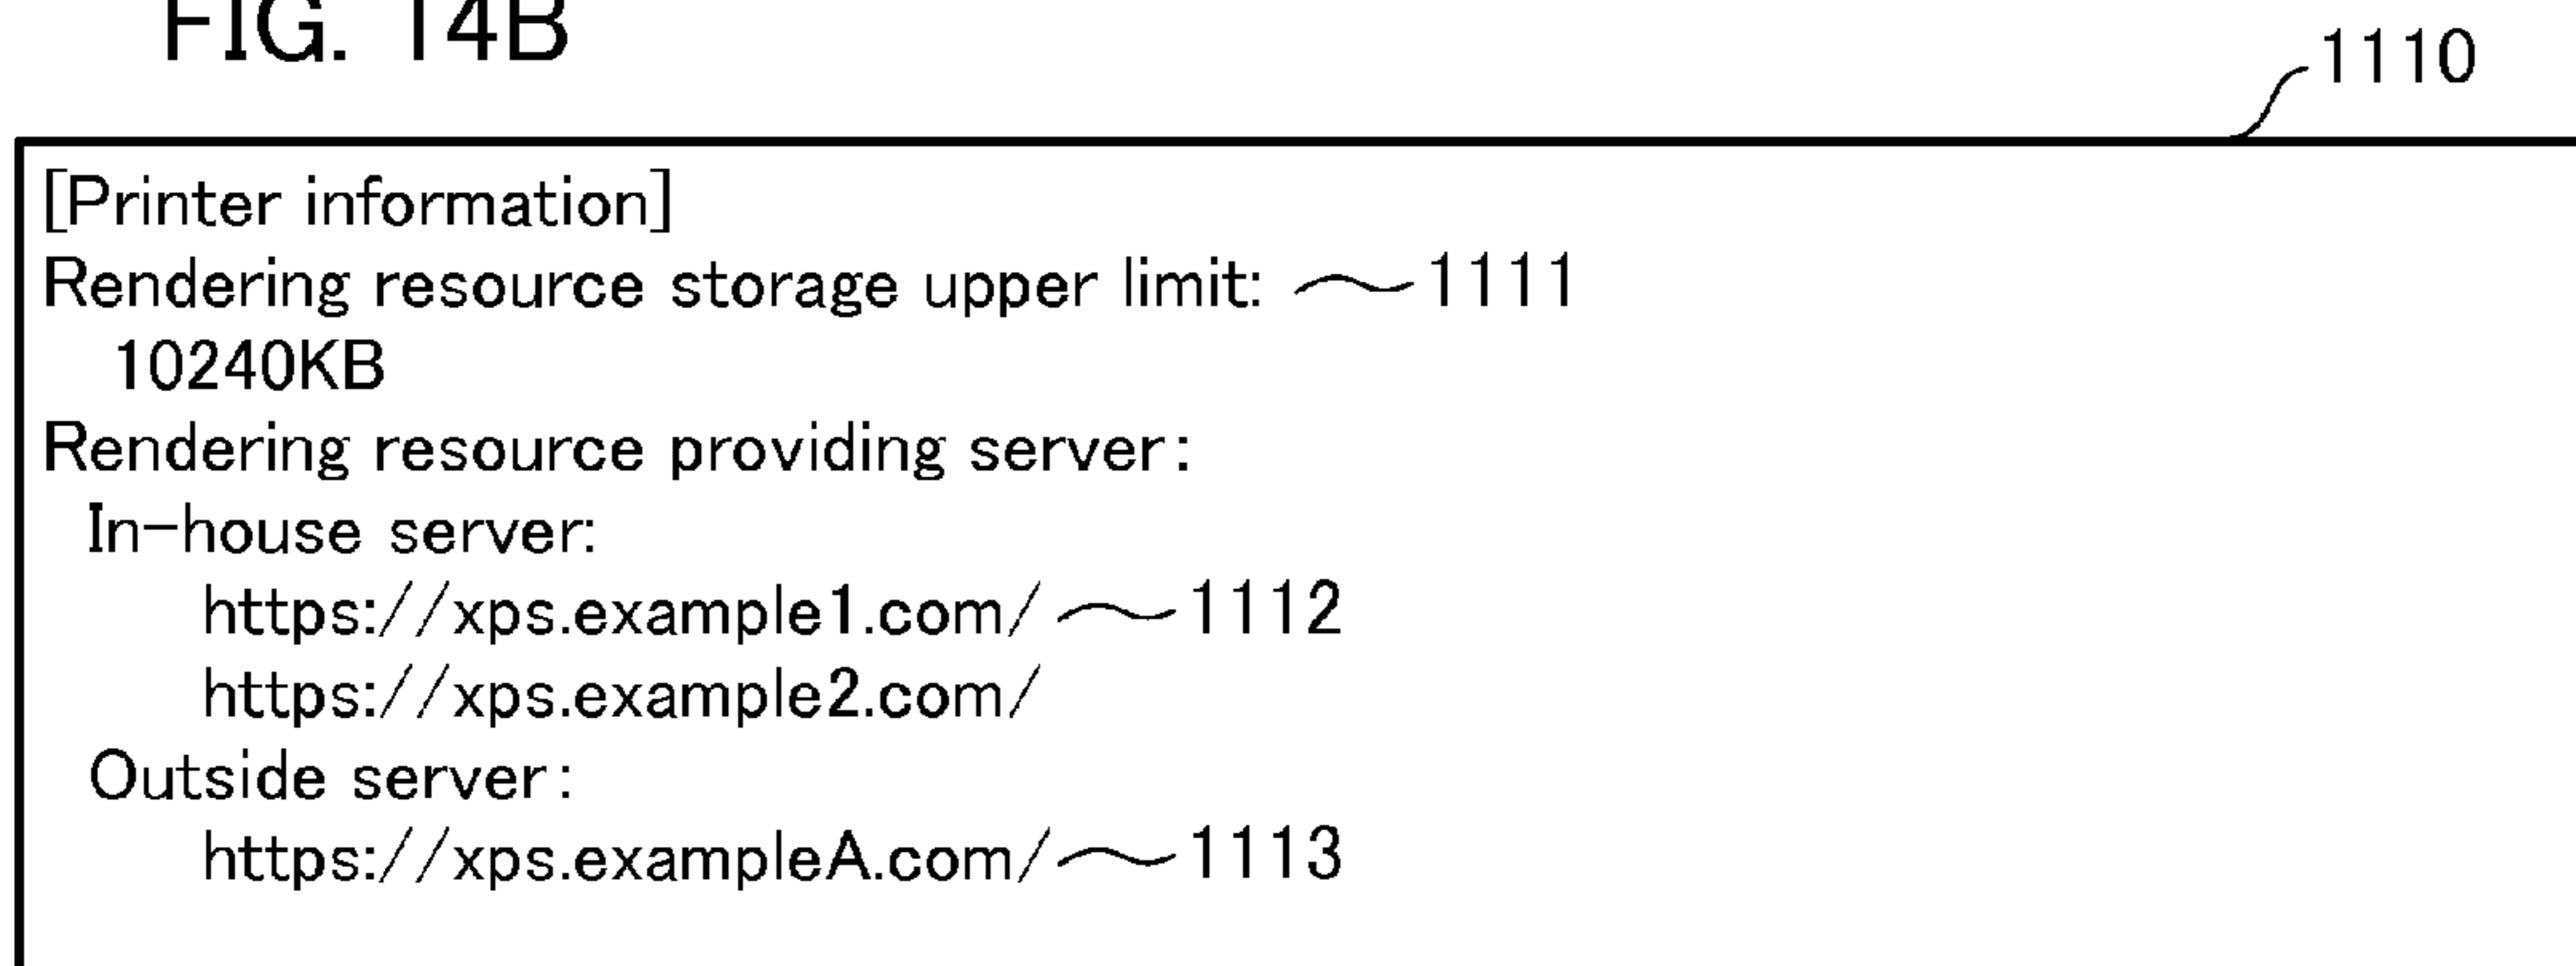 FIG. 14B
1110
[Printer information]
Rendering resource storage upper limit: 1111
10240KB
Rendering resource providing server:
In-house server:
https://xps.example1.com/ 1112
https://xps.example2.com/
Outside server:
https://xps.exampleA.com/ 1113